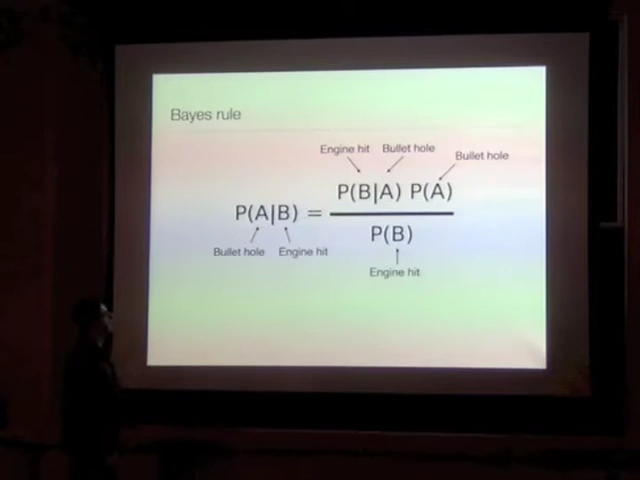 Bayes rule
Engine hit Bullet hole Bullet hole
P(B|A) P(A)
P(A|B) =
P(B)
Bullet hole Engine hit
Engine hit